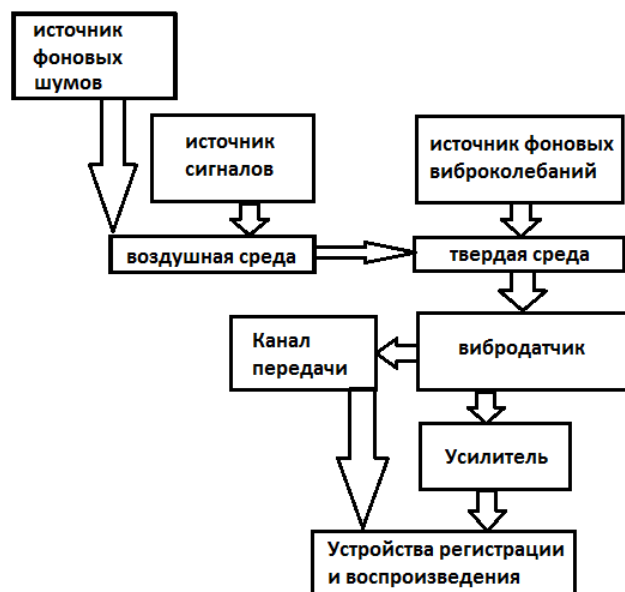 источник
фоновых
шумов
источник
сигналов
источник фоновых
виброколебаний
воздушная среда
твердая среда
Канал
передачи
вибродатчик
Усилитель
Устройства регистрации
и воспроизведения